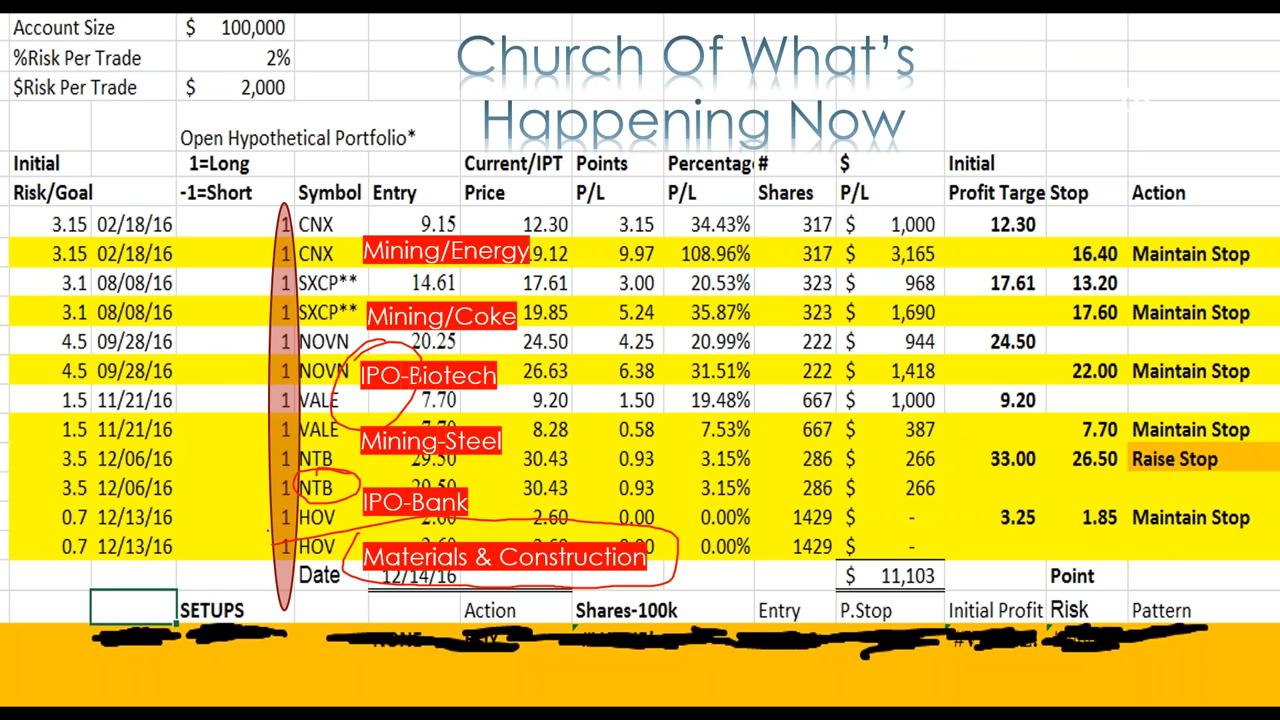 Account Size $ 100,000
%Risk Per Trade 2%
$Risk Per Trade $ 2,000
Church Of What's
Happening Now
Open Hypothetical Portfolio*
Initial 1=Long Current/IPT Points Percentage # $ Initial
Risk/Goal -1=Short Symbol Entry Price P/L P/L Shares P/L Profit Targe Stop Action
3.15 02/18/16 1 CNX 9.15 12.30 3.15 34.43% 317 $ 1,000 12.30
3.15 02/18/16 1 CNX Mining/Energy 19.12 9.97 108.96% 317 $ 3,165 16.40 Maintain Stop
3.1 08/08/16 1 SXCP** 14.61 17.61 3.00 20.53% 323 $ 968 17.61 13.20
3.1 08/08/16 1 SXCP** Mining/Coke 19.85 5.24 35.87% 323 $ 1,690 17.60 Maintain Stop
4.5 09/28/16 1 NOVN 20.25 24.50 4.25 20.99% 222 $ 944 24.50
4.5 09/28/16 1 NOVN IPO-Biotech 26.63 6.38 31.51% 222 $ 1,418 22.00 Maintain Stop
1.5 11/21/16 1 VALE 7.70 9.20 1.50 19.48% 667 $ 1,000 9.20
1.5 11/21/16 1 VALE 7.70 8.28 0.58 7.53% 667 $ 387 7.70 Maintain Stop
Mining-Steel
3.5 12/06/16 1 NTB 29.50 30.43 0.93 3.15% 286 $ 266 33.00 26.50 Raise Stop
3.5 12/06/16 1 NTB 29.50 30.43 0.93 3.15% 286 $ 266
IPO-Bank
0.7 12/13/16 1 HOV 2.60 2.60 0.00 0.00% 1429 $ - 3.25 1.85 Maintain Stop
0.7 12/13/16 1 HOV 0.00% 1429 $ -
Materials & Construction
Date 12/14/16 $ 11,103 Point
SETUPS Action Shares-100k Entry P.Stop Initial Profit Risk Pattern